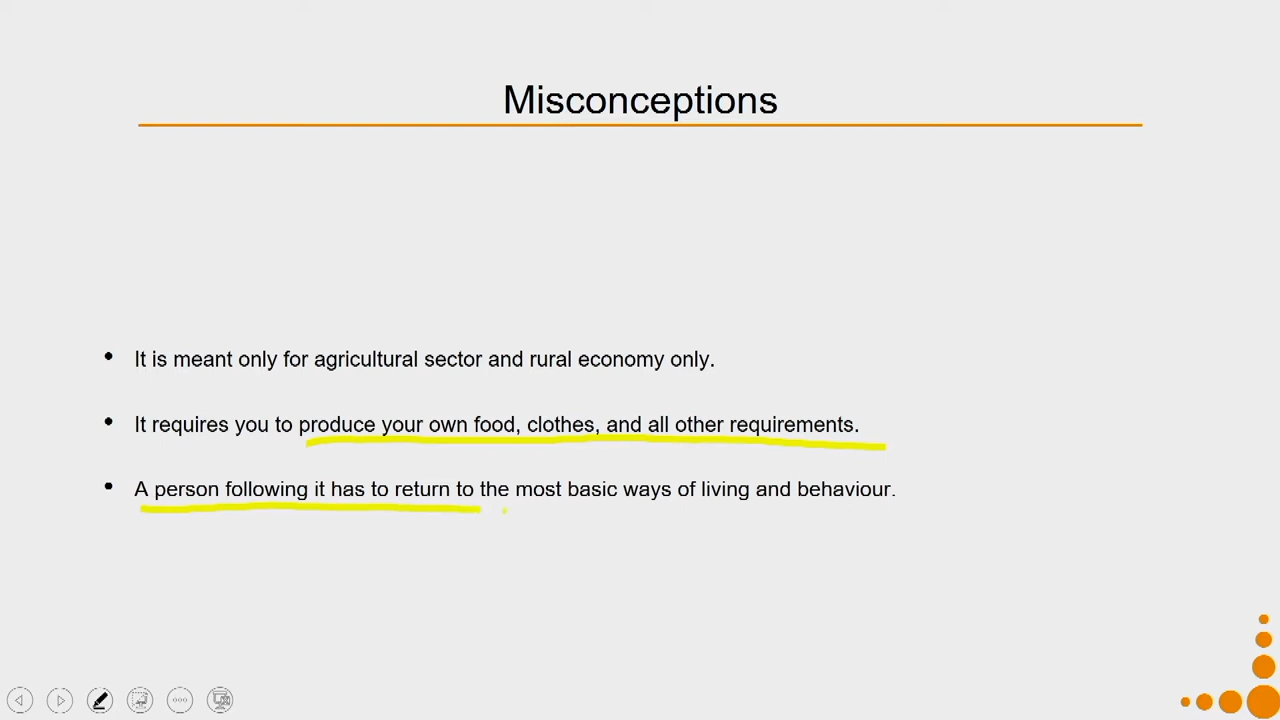 Misconceptions
• It is meant only for agricultural sector and rural economy only.
• It requires you to produce your own food, clothes, and all other requirements.
• A person following it has to return to the most basic ways of living and behaviour.